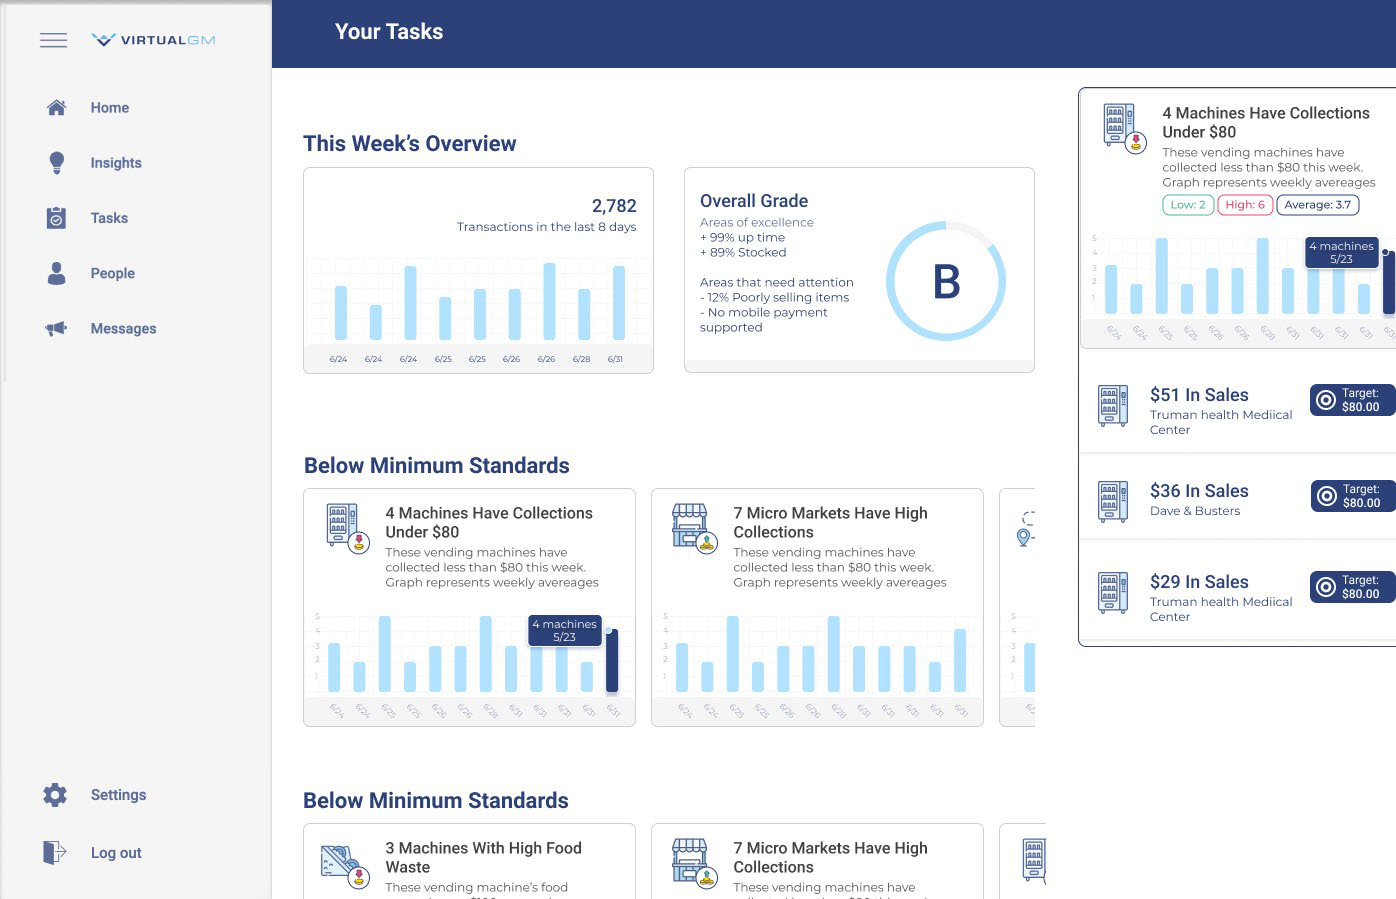 VIRTUALGM
Home
Insights
Tasks
People
Messages
Settings
Log out
Your Tasks
This Week's Overview
2,782
Transactions in the last 8 days
6/24 6/24 6/24 6/25 6/25 6/26 6/26 6/28 6/31
Overall Grade
Areas of excellence
+ 99% up time
+ 89% Stocked
Areas that need attention
- 12% Poorly selling items
- No mobile payment
supported
B
Below Minimum Standards
4 Machines Have Collections
Under $80
These vending machines have
collected less than $80 this week.
Graph represents weekly avereages
5
4
3
2
1
4 machines
5/23
6/24 6/24 6/25 6/25 6/26 6/26 6/28 6/31 6/31 6/31 6/31 6/31
7 Micro Markets Have High
Collections
These vending machines have
collected less than $80 this week.
Graph represents weekly avereages
5
4
3
2
1
6/24 6/24 6/25 6/25 6/26 6/26 6/28 6/31 6/31 6/31 6/31 6/31
5
4
3
2
1
Below Minimum Standards
3 Machines With High Food
Waste
These vending machine's food
7 Micro Markets Have High
Collections
These vending machines have
4 Machines Have Collections
Under $80
These vending machines have
collected less than $80 this week.
Graph represents weekly avereages
Low: 2 High: 6 Average: 3.7
5
4
3
2
1
4 machines
5/23
6/24 6/24 6/25 6/25 6/26 6/26 6/28 6/31 6/31 6/31 6/31 6/31
$51 In Sales
Truman health Mediical
Center
Target:
$80.00
$36 In Sales
Dave & Busters
Target:
$80.00
$29 In Sales
Truman health Mediical
Center
Target:
$80.00